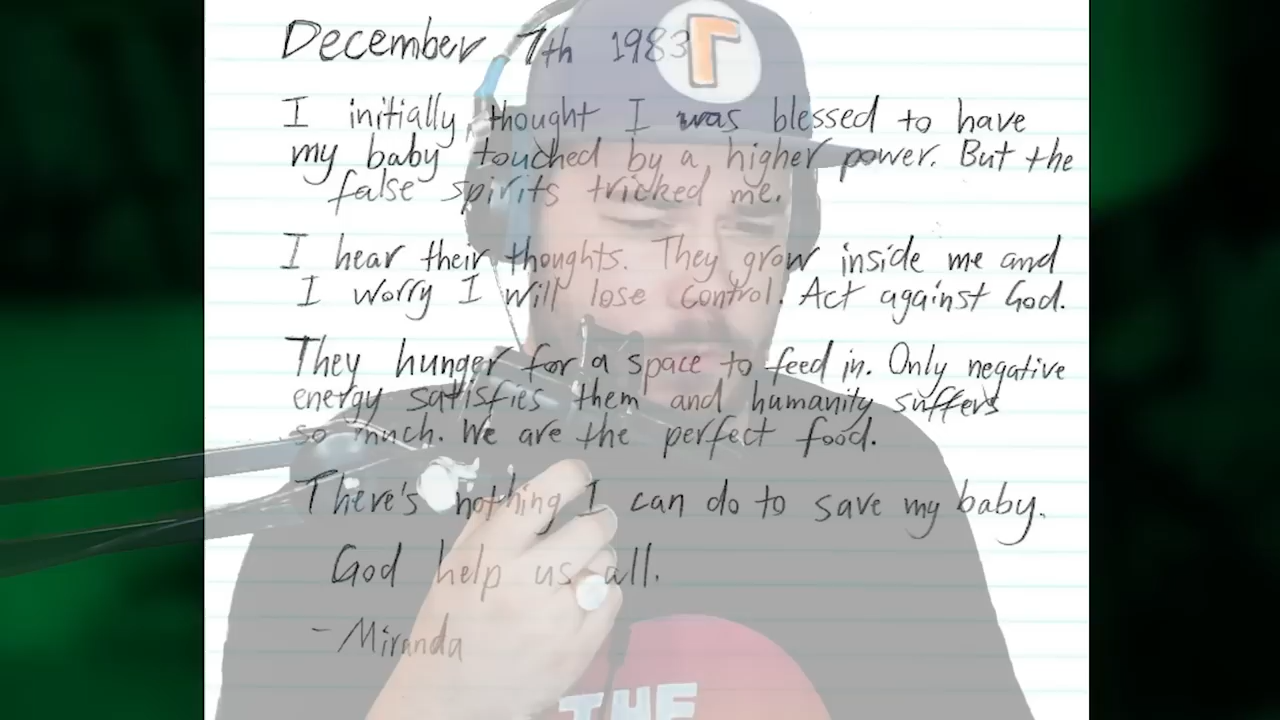 December 7th 1983
I initially, thought I was blessed to have
my baby touched by a higher power. But the
false spirits tricked me.
I hear their thoughts. They grow inside me and
I worry I will lose control. Act against God.
They hunger for a space to feed in. Only negative
energy satisfies them and humanity suffers
so much. We are the perfect food.
There's nothing I can do to save my baby.
God help us all.
- Miranda
THE